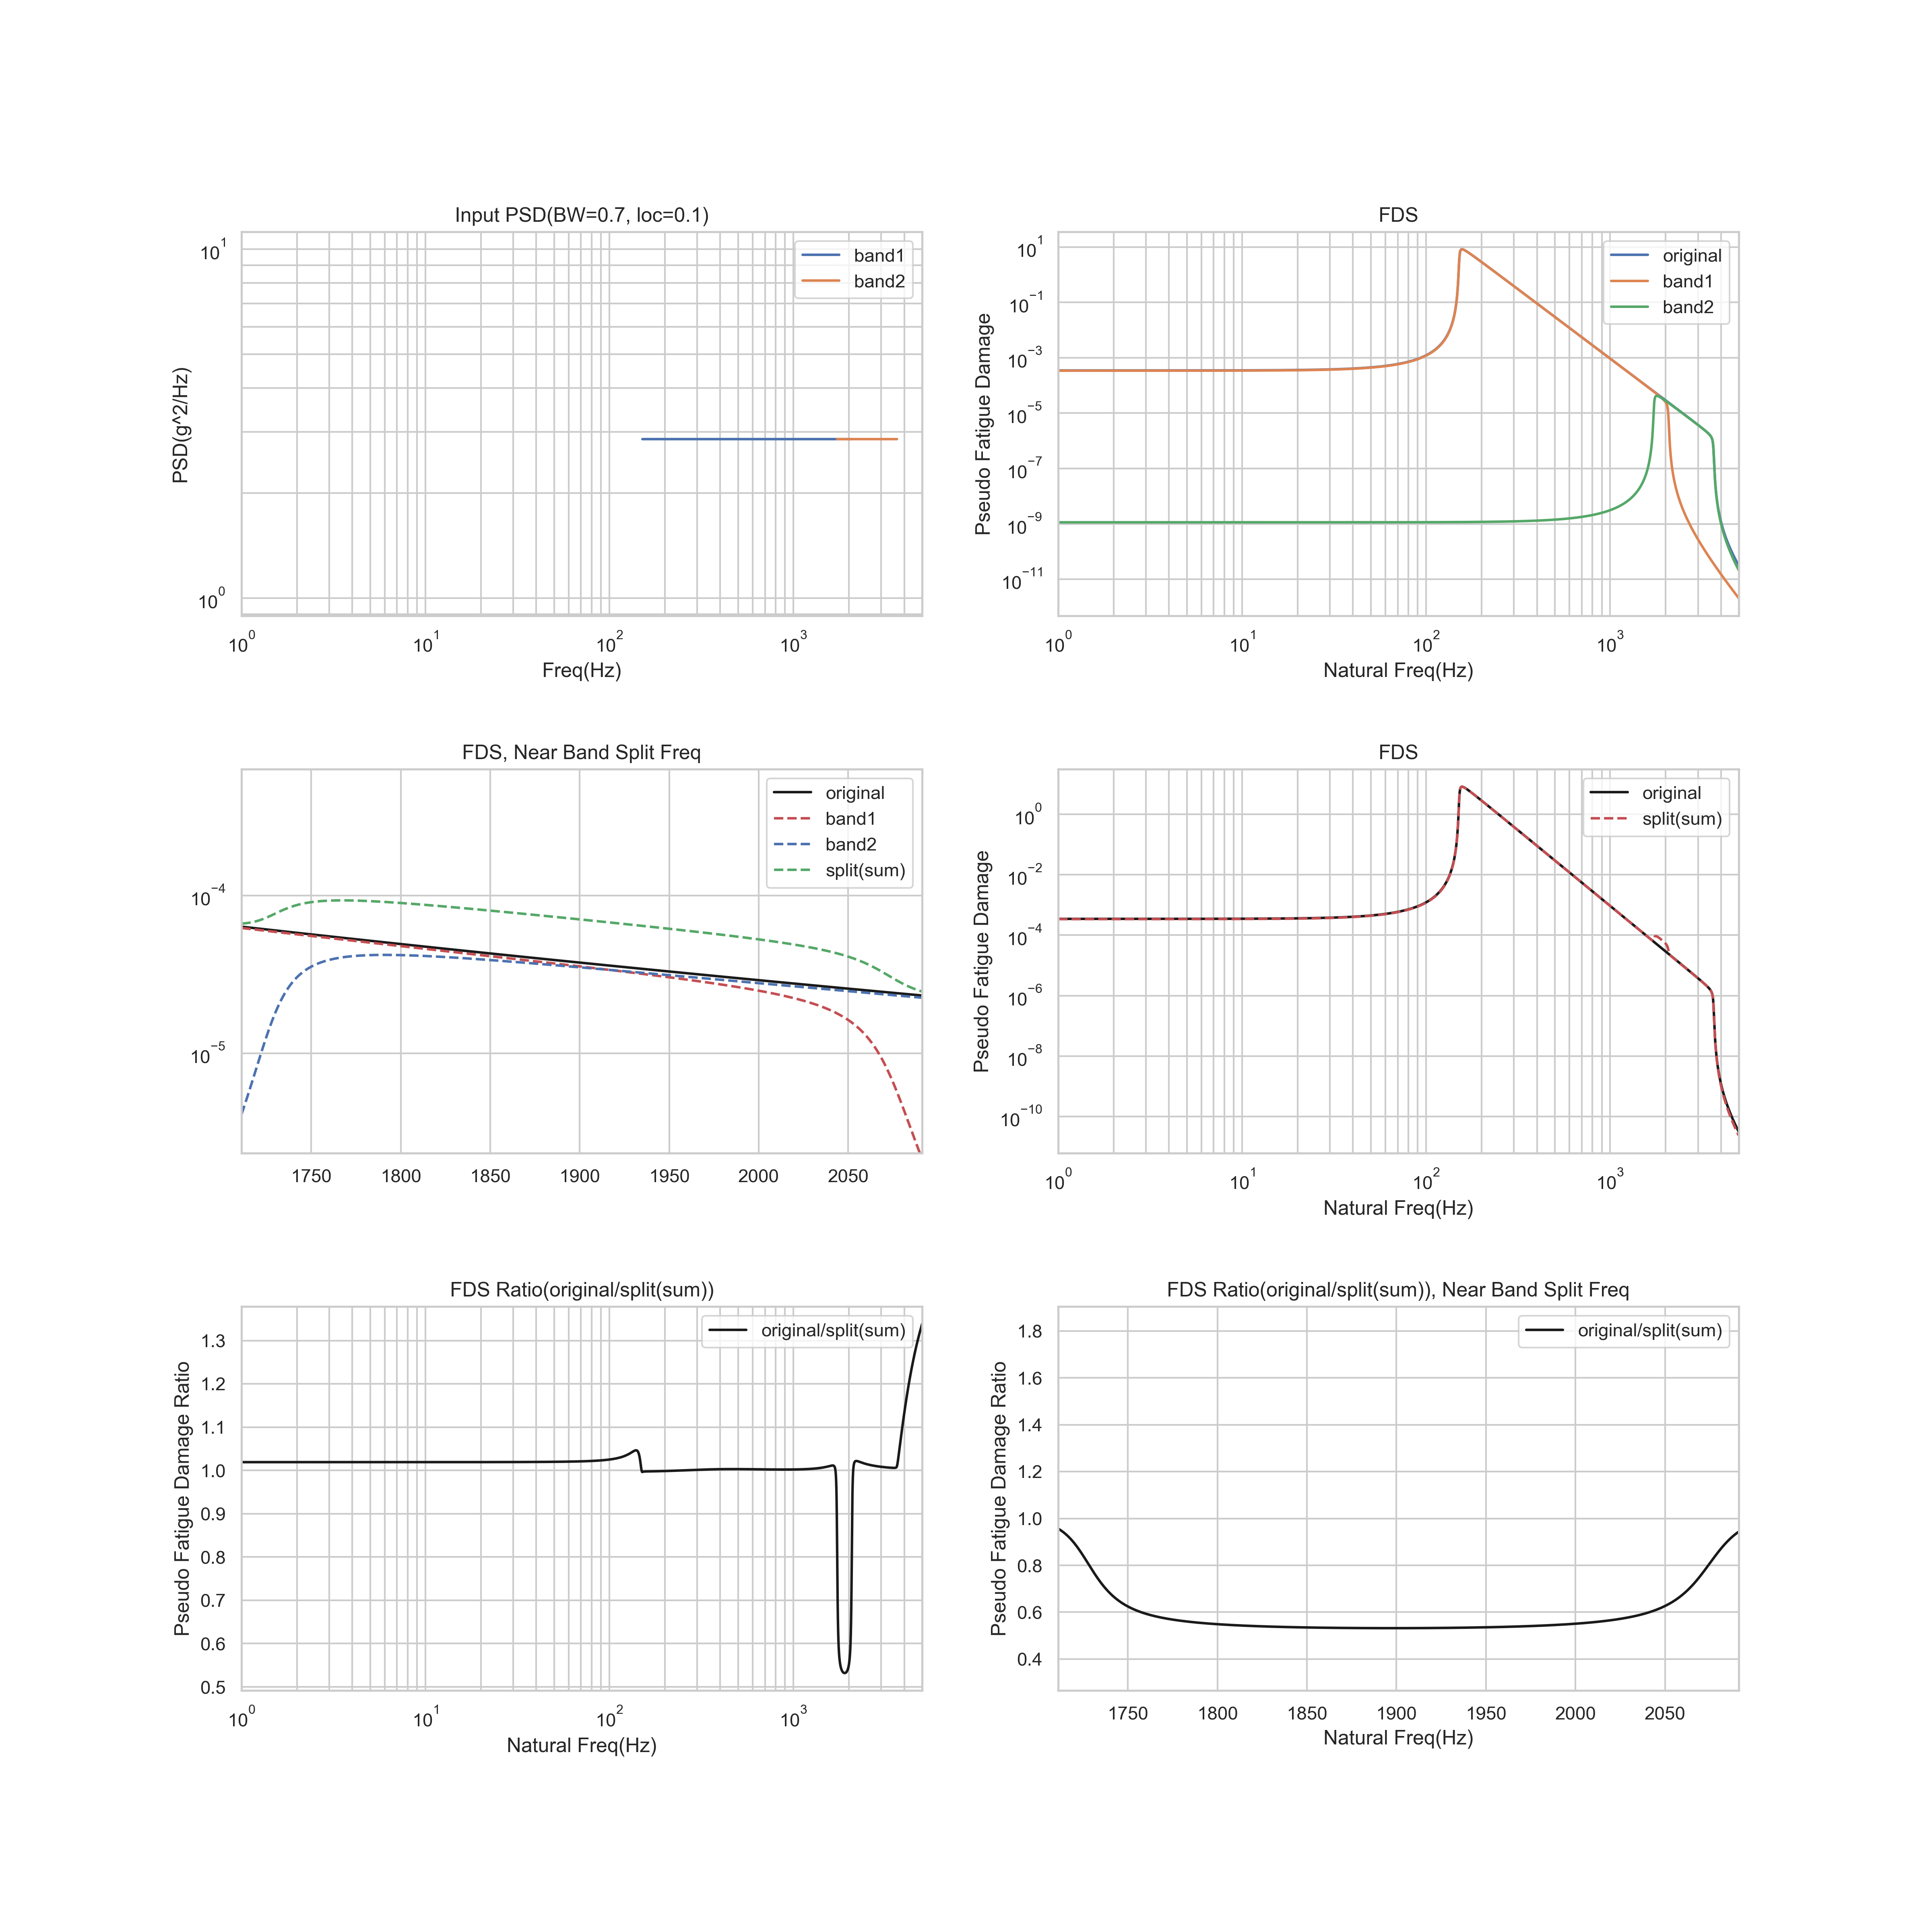 Input PSD(BW=0.7, loc=0.1)
PSD(g^2/Hz)
10^1
10^0
band1
band2
10^0 10^1 10^2 10^3
Freq(Hz)
FDS
Pseudo Fatigue Damage
10^1
10^−1
10^−3
10^−5
10^−7
10^−9
10^−11
original
band1
band2
10^0 10^1 10^2 10^3
Natural Freq(Hz)
FDS, Near Band Split Freq
10^−4
10^−5
original
band1
band2
split(sum)
1750 1800 1850 1900 1950 2000 2050
FDS
Pseudo Fatigue Damage
10^0
10^−2
10^−4
10^−6
10^−8
10^−10
original
split(sum)
10^0 10^1 10^2 10^3
Natural Freq(Hz)
FDS Ratio(original/split(sum))
Pseudo Fatigue Damage Ratio
1.3
1.2
1.1
1.0
0.9
0.8
0.7
0.6
0.5
original/split(sum)
10^0 10^1 10^2 10^3
Natural Freq(Hz)
FDS Ratio(original/split(sum)), Near Band Split Freq
Pseudo Fatigue Damage Ratio
1.8
1.6
1.4
1.2
1.0
0.8
0.6
0.4
original/split(sum)
1750 1800 1850 1900 1950 2000 2050
Natural Freq(Hz)